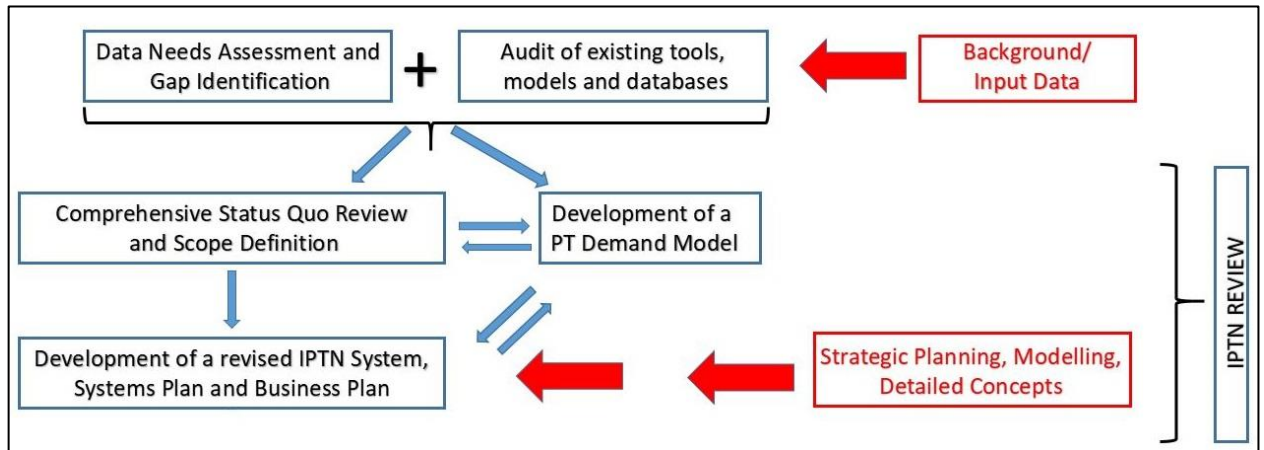 Data Needs Assessment and
Gap Identification
+
Audit of existing tools,
models and databases
Background/
Input Data
Comprehensive Status Quo Review
and Scope Definition
Development of a
PT Demand Model
Development of a revised IPTN System,
Systems Plan and Business Plan
Strategic Planning, Modelling,
Detailed Concepts
IPTN REVIEW